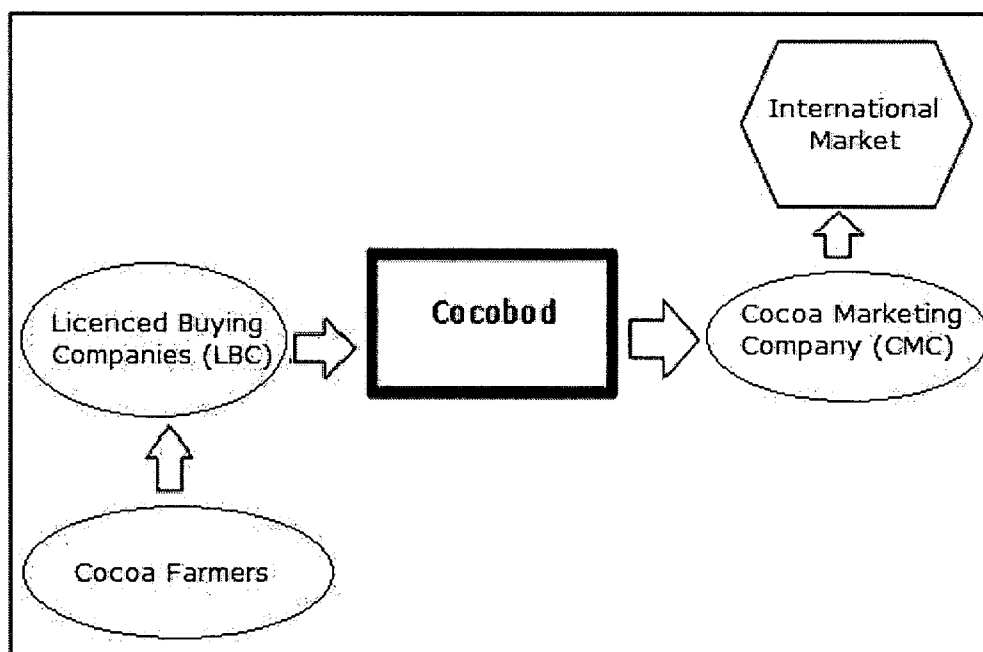 International
Market
Cocobod
Licenced Buying
Companies (LBC)
Cocoa Marketing
Company (CMC)
Cocoa Farmers